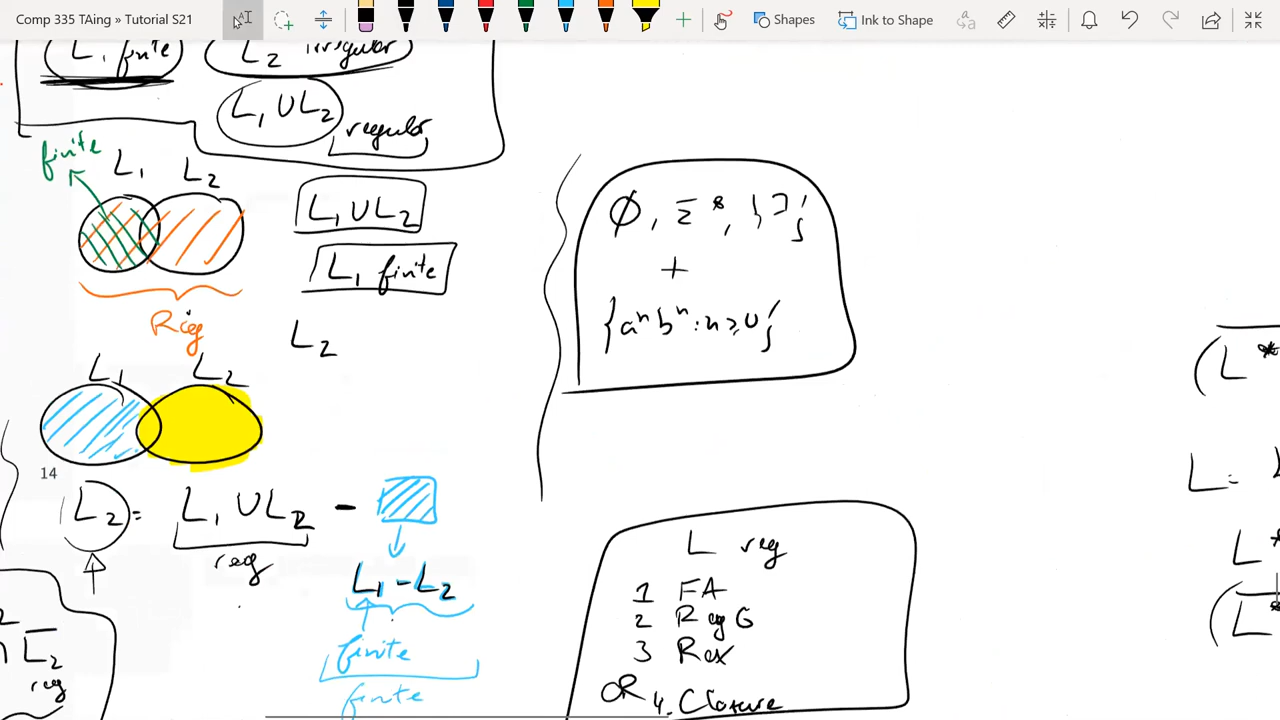 Comp 335 TAing » Tutorial S21
Shapes
Ink to Shape
L₁ finite
L₂ irregular
L₁ ∪ L₂
regular
finite
L₁ L₂
L₁ ∪ L₂
L₁ finite
Reg
L₂
L₁ L₂
14
L₂ = L₁ ∪ L₂ -
reg
L₁ - L₂
finite
finite
L₂
reg
∅, Σ*,
+
{aⁿbⁿ : n ≥ 0}
L reg
1 FA
2 Reg G
3 Rex
OR 4. Closure
(L*
L =
L*
(L*